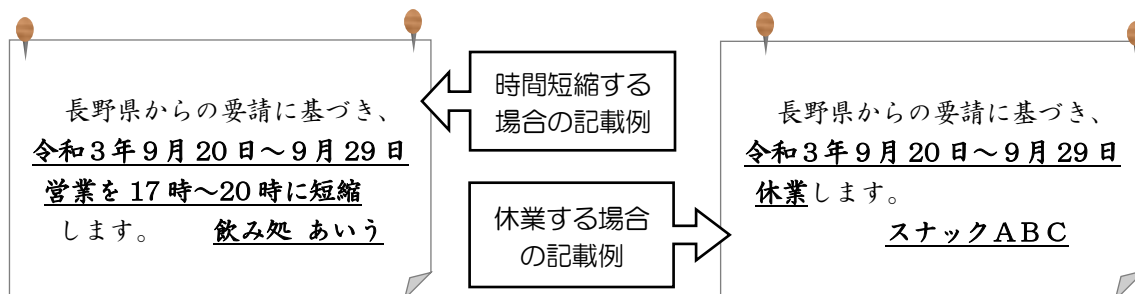 長野県からの要請に基づき、
令和3年9月20日~9月29日
営業を17時~20時に短縮
します。 飲み処 あいう
時間短縮する
場合の記載例
休業する場合
の記載例
長野県からの要請に基づき、
令和3年9月20日~9月29日
休業します。
スナックABC